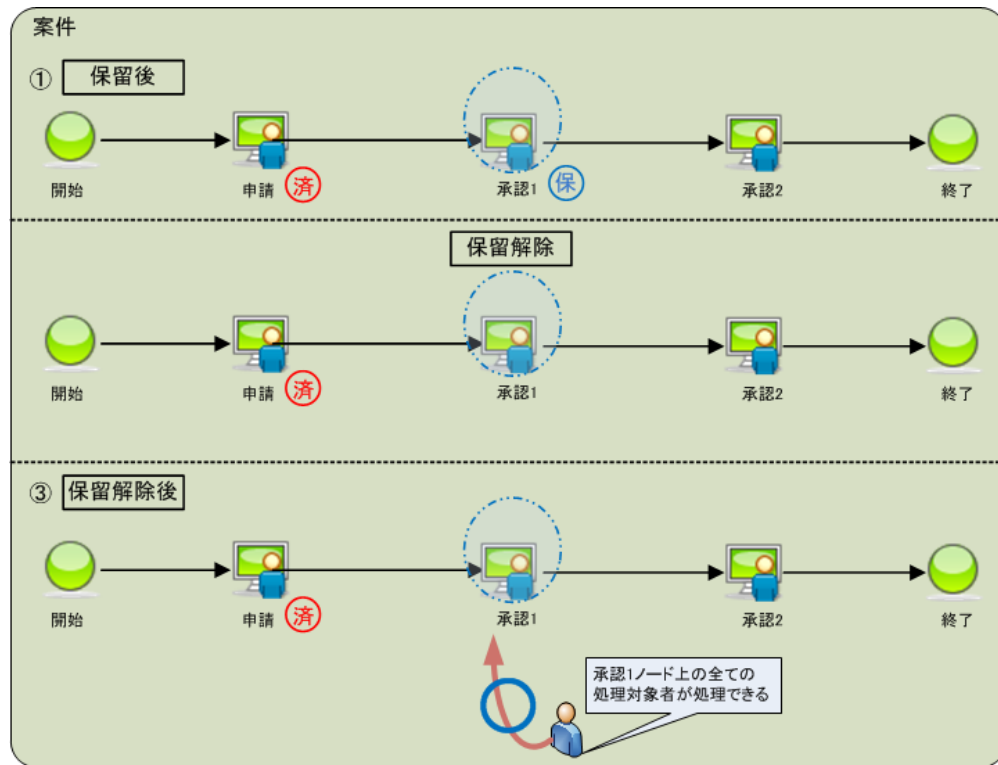 案件
① 保留後
開始
申請
済
承認1
保
承認2
終了
保留解除
開始
申請
済
承認1
承認2
終了
③ 保留解除後
開始
申請
済
承認1
承認2
終了
承認1ノード上の全ての
処理対象者が処理できる